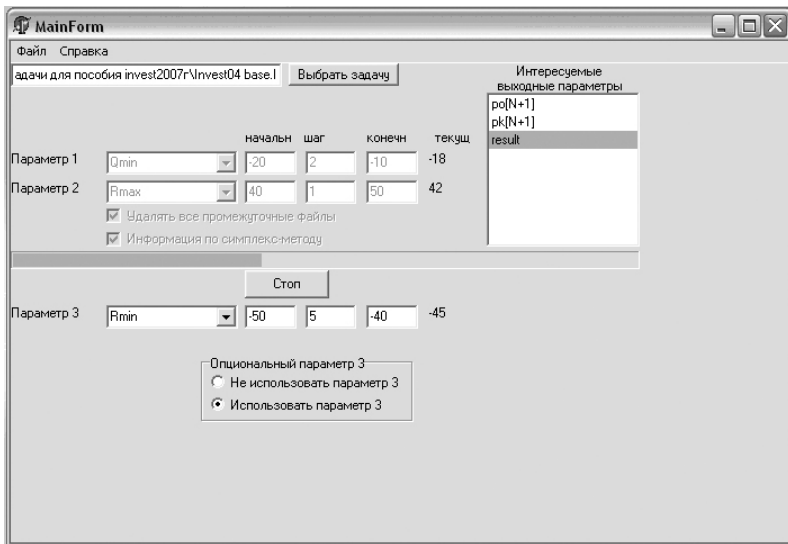 MainForm
Файл Справка
адачи для пособия invest2007г\Invest04 base.l Выбрать задачу
Интересуемые
выходные параметры
po[N+1]
pk[N+1]
result
начальн шаг конечн текущ
Параметр 1 Qmin -20 2 -10 -18
Параметр 2 Rmax 40 1 50 42
Удалять все промежуточные файлы
Информация по симплекс-методу
Стоп
Параметр 3 Rmin -50 5 -40 -45
Опциональный параметр 3
Не использовать параметр 3
Использовать параметр 3